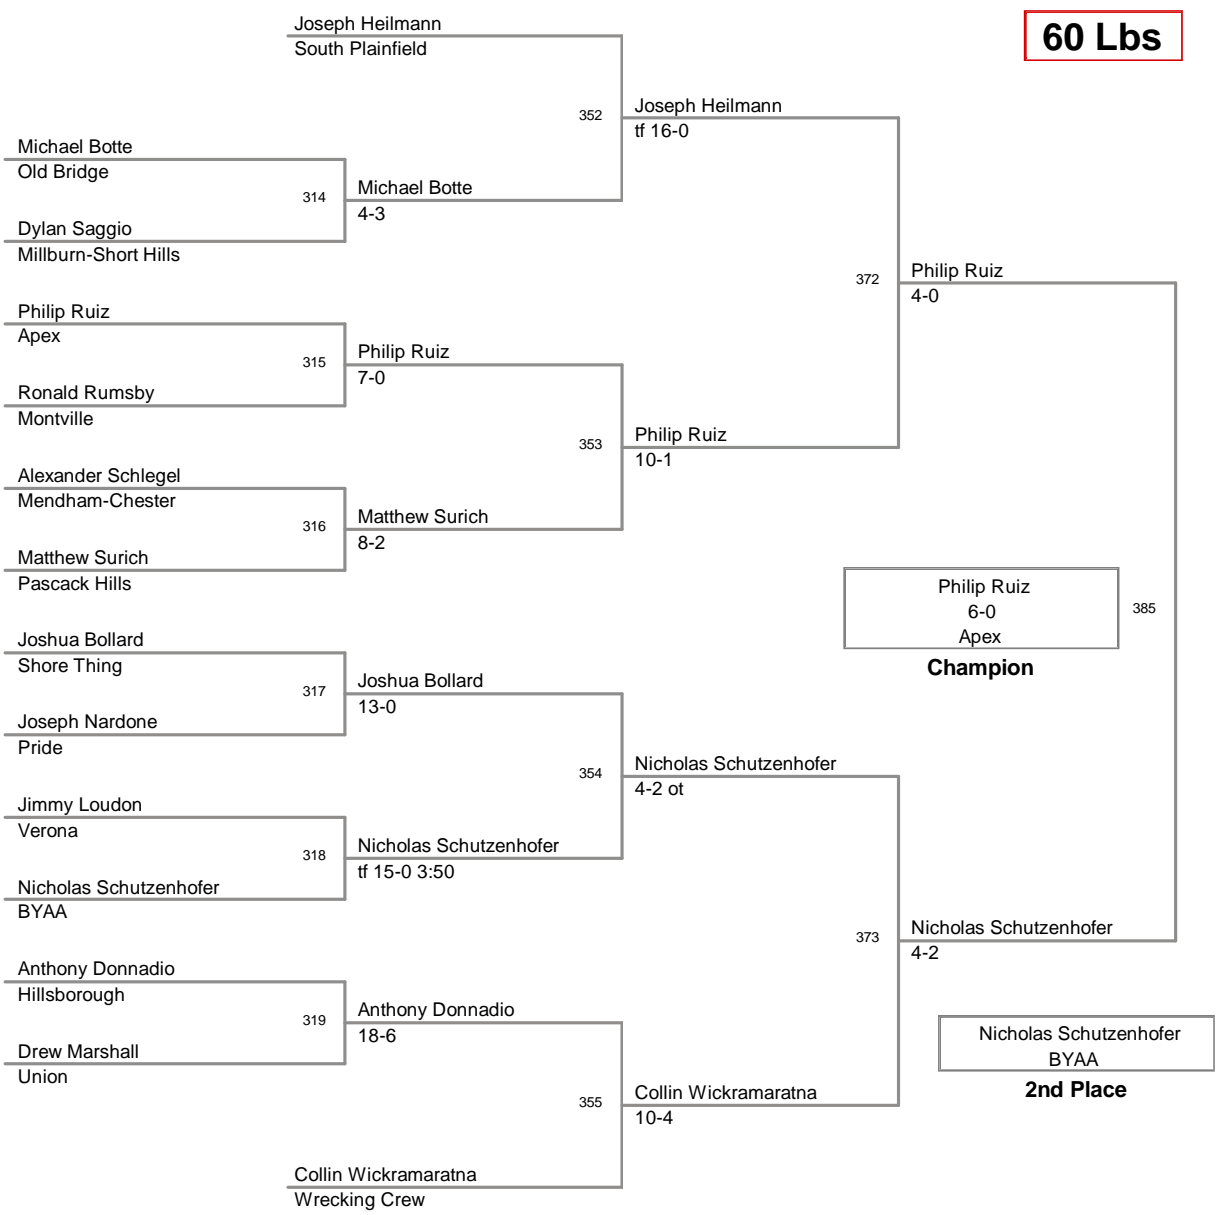 Joseph Heilmann
South Plainfield
60 Lbs
352
Joseph Heilmann
tf 16-0
Michael Botte
Old Bridge
314
Michael Botte
4-3
Dylan Saggio
Millburn-Short Hills
372
Philip Ruiz
4-0
Philip Ruiz
Apex
315
Philip Ruiz
7-0
Ronald Rumsby
Montville
353
Philip Ruiz
10-1
Alexander Schlegel
Mendham-Chester
316
Matthew Surich
8-2
Matthew Surich
Pascack Hills
Philip Ruiz
6-0
Apex
385
Champion
Joshua Bollard
Shore Thing
317
Joshua Bollard
13-0
Joseph Nardone
Pride
354
Nicholas Schutzenhofer
4-2 ot
Jimmy Loudon
Verona
318
Nicholas Schutzenhofer
tf 15-0 3:50
Nicholas Schutzenhofer
BYAA
373
Nicholas Schutzenhofer
4-2
Anthony Donnadio
Hillsborough
319
Anthony Donnadio
18-6
Drew Marshall
Union
Nicholas Schutzenhofer
BYAA
2nd Place
355
Collin Wickramaratna
10-4
Collin Wickramaratna
Wrecking Crew